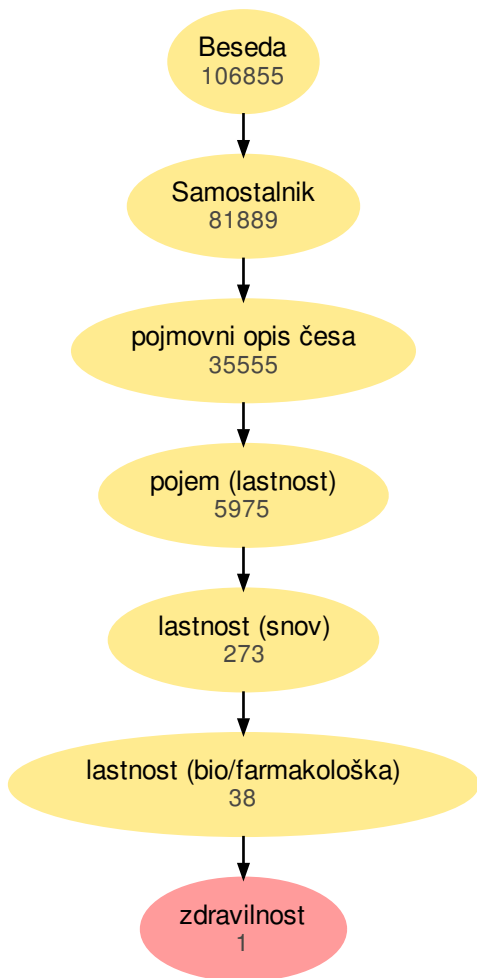 Beseda
106855
Samostalnik
81889
pojmovni opis česa
35555
pojem (lastnost)
5975
lastnost (snov)
273
lastnost (bio/farmakološka)
38
zdravilnost
1